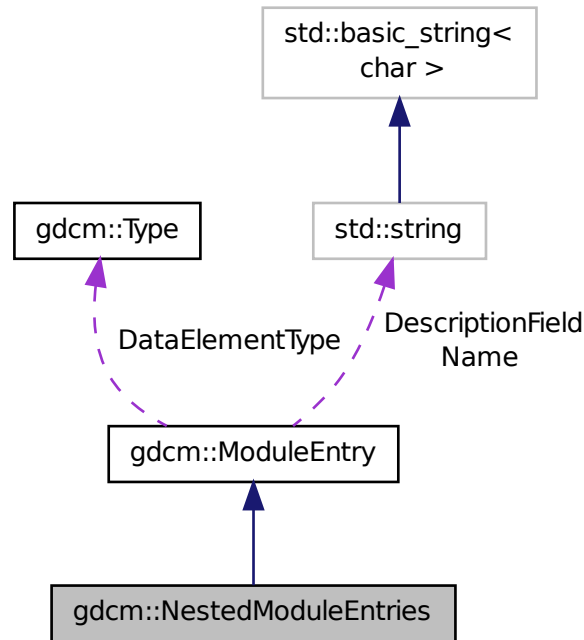 std::basic_string<
char >
gdcm::Type
std::string
DataElementType
DescriptionField
Name
gdcm::ModuleEntry
gdcm::NestedModuleEntries